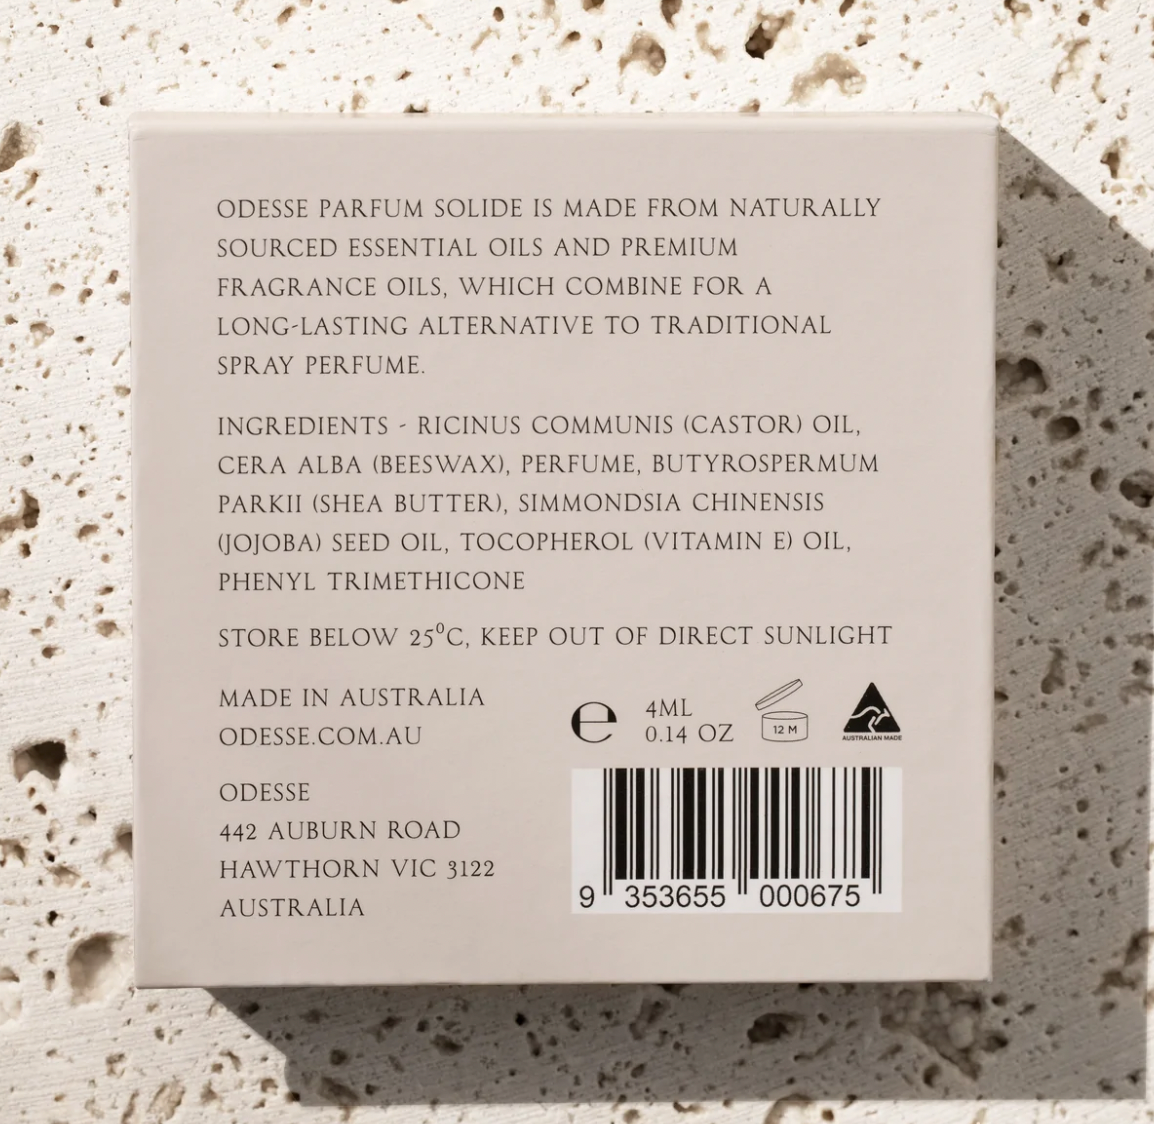 ODESSE PARFUM SOLIDE IS MADE FROM NATURALLY
SOURCED ESSENTIAL OILS AND PREMIUM
FRAGRANCE OILS, WHICH COMBINE FOR A
LONG-LASTING ALTERNATIVE TO TRADITIONAL
SPRAY PERFUME.
INGREDIENTS - RICINUS COMMUNIS (CASTOR) OIL,
CERA ALBA (BEESWAX), PERFUME, BUTYROSPERMUM
PARKII (SHEA BUTTER), SIMMONDSIA CHINENSIS
(JOJOBA) SEED OIL, TOCOPHEROL (VITAMIN E) OIL,
PHENYL TRIMETHICONE
STORE BELOW 25⁰C, KEEP OUT OF DIRECT SUNLIGHT
MADE IN AUSTRALIA
ODESSE.COM.AU
ODESSE
442 AUBURN ROAD
HAWTHORN VIC 3122
AUSTRALIA
e
4ML
0.14 OZ
12 M
AUSTRALIAN MADE
9 353655 000675